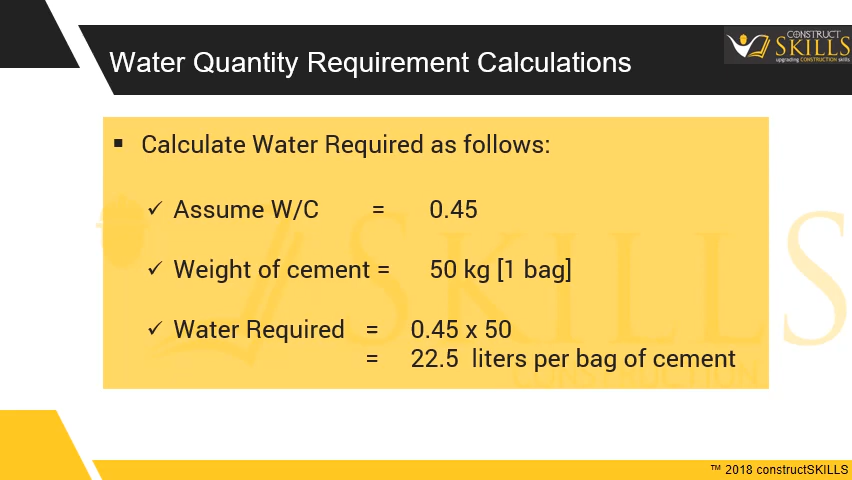 Water Quantity Requirement Calculations
CONSTRUCT
SKILLS
upgrading CONSTRUCTION skills
▪ Calculate Water Required as follows:
✓ Assume W/C = 0.45
✓ Weight of cement = 50 kg [1 bag]
✓ Water Required = 0.45 x 50
= 22.5 liters per bag of cement
SKILLS
CONSTRUCTION
™ 2018 constructSKILLS